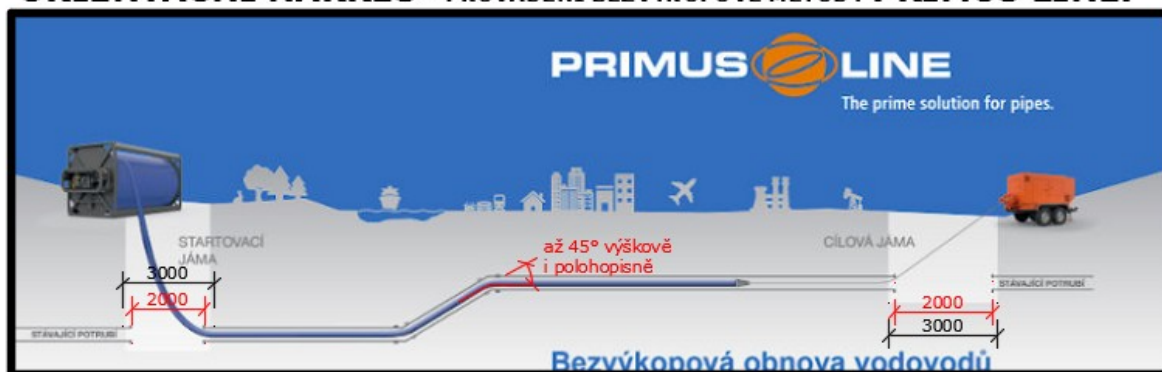 PRIMUS LINE
The prime solution for pipes.
STARTOVACÍ
JÁMA
až 45° výškově
i polohopisně
CÍLOVÁ JÁMA
3000
2000
STÁVAJÍCÍ POTRUBÍ
STÁVAJÍCÍ POTRUBÍ
2000
3000
Bezvýkopová obnova vodovodů